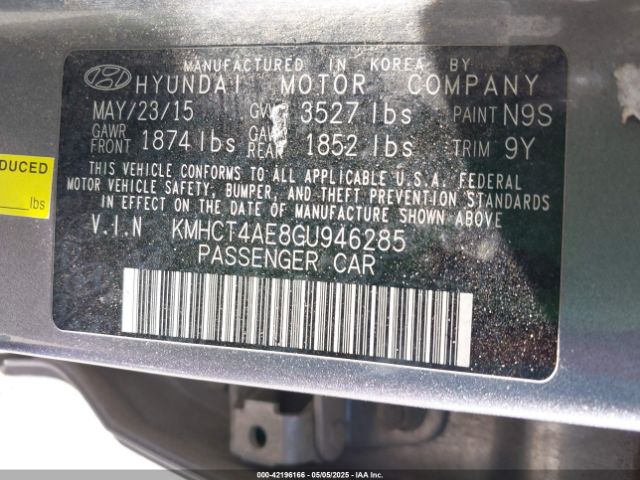 MANUFACTURED IN KOREA BY
HYUNDAI MOTOR COMPANY
MAY/23/15 3527 lbs PAINT N9S
GAWR FRONT 1874 lbs REAR 1852 lbs TRIM 9Y
THIS VEHICLE CONFORMS TO ALL APPLICABLE U.S.A. FEDERAL
MOTOR VEHICLE SAFETY, BUMPER, AND THEFT PREVENTION STANDARDS
IN EFFECT ON THE DATE OF MANUFACTURE SHOWN ABOVE.
V.I.N KMHCT4AE8GU946285
PASSENGER CAR
lbs
000-42196166 - 05/05/2025 - IAAI, Inc.